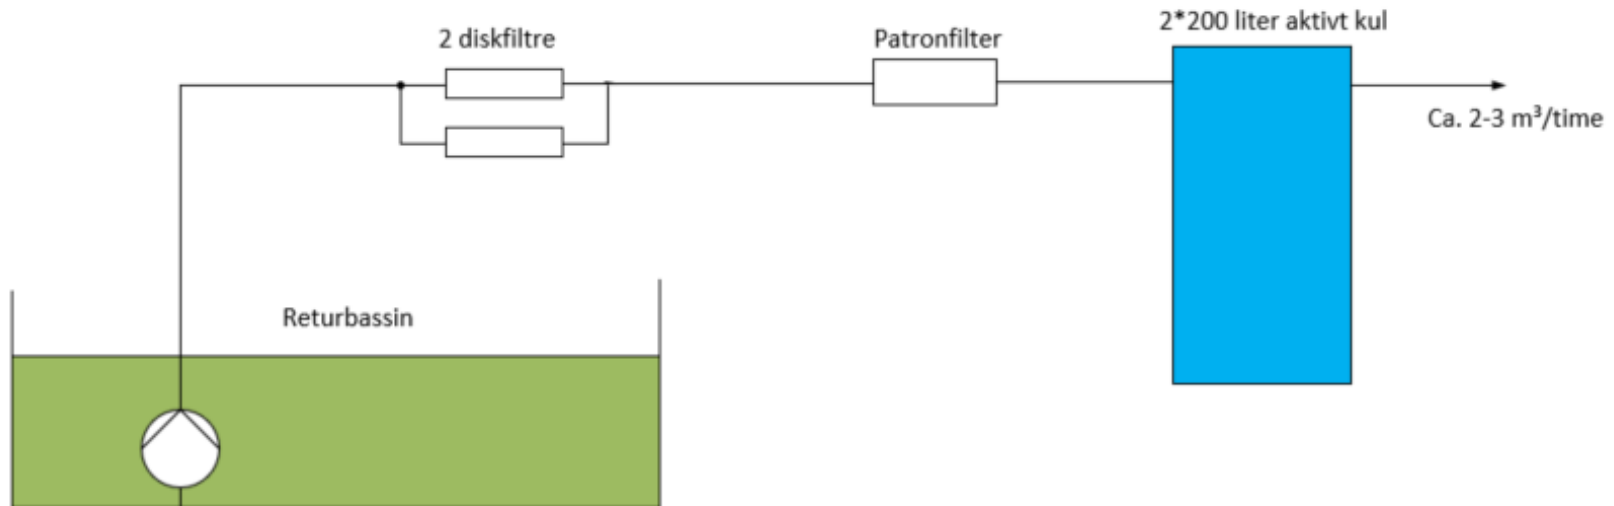 2*200 liter aktivt kul
2 diskfiltre
Patronfilter
Ca. 2-3 m³/time
Returbassin